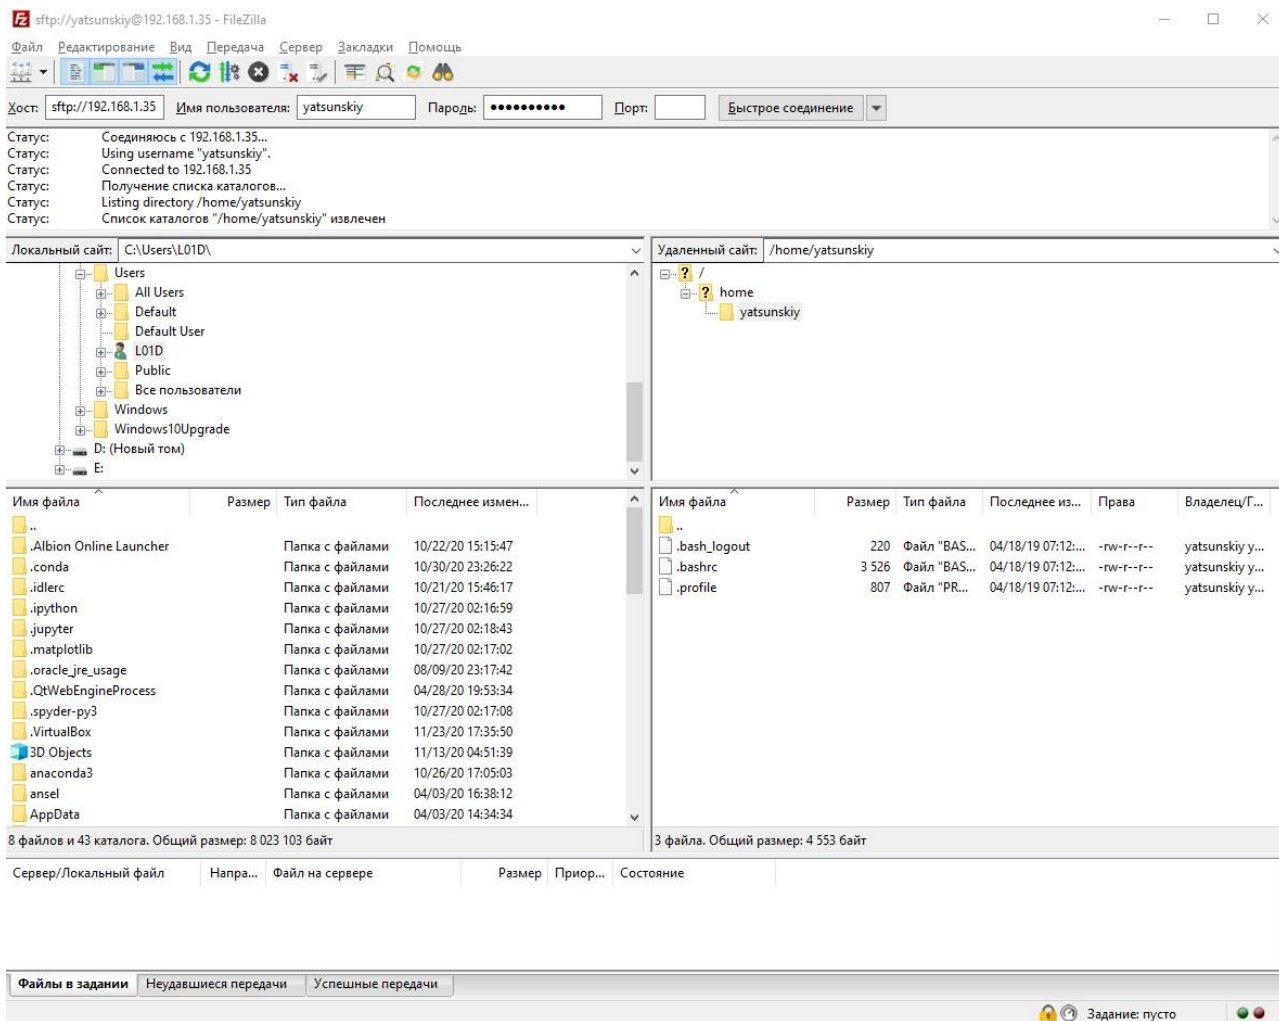 sftp://yatsunskiy@192.168.1.35 - FileZilla
Файл Редактирование Вид Передача Сервер Закладки Помощь
Хост: sftp://192.168.1.35 Имя пользователя: yatsunskiy Пароль: •••••••••• Порт: Быстрое соединение
Статус: Соединяюсь с 192.168.1.35...
Статус: Using username "yatsunskiy".
Статус: Connected to 192.168.1.35
Статус: Получение списка каталогов...
Статус: Listing directory /home/yatsunskiy
Статус: Список каталогов "/home/yatsunskiy" извлечен
Локальный сайт: C:\Users\L01D\
Users
All Users
Default
Default User
L01D
Public
Все пользователи
Windows
Windows10Upgrade
D: (Новый том)
E:
Удаленный сайт: /home/yatsunskiy
/
home
yatsunskiy
Имя файла Размер Тип файла Последнее измен...
..
.Albion Online Launcher Папка с файлами 10/22/20 15:15:47
.conda Папка с файлами 10/30/20 23:26:22
.idlerc Папка с файлами 10/21/20 15:46:17
.ipython Папка с файлами 10/27/20 02:16:59
.jupyter Папка с файлами 10/27/20 02:18:43
.matplotlib Папка с файлами 10/27/20 02:17:02
.oracle_jre_usage Папка с файлами 08/09/20 23:17:42
.QtWebEngineProcess Папка с файлами 04/28/20 19:53:34
.spyder-py3 Папка с файлами 10/27/20 02:17:08
.VirtualBox Папка с файлами 11/23/20 17:35:50
3D Objects Папка с файлами 11/13/20 04:51:39
anaconda3 Папка с файлами 10/26/20 17:05:03
ansel Папка с файлами 04/03/20 16:38:12
AppData Папка с файлами 04/03/20 14:34:34
8 файлов и 43 каталога. Общий размер: 8 023 103 байт
Имя файла Размер Тип файла Последнее из... Права Владелец/Г...
..
.bash_logout 220 Файл "BAS... 04/18/19 07:12:... -rw-r--r-- yatsunskiy y...
.bashrc 3 526 Файл "BAS... 04/18/19 07:12:... -rw-r--r-- yatsunskiy y...
.profile 807 Файл "PR... 04/18/19 07:12:... -rw-r--r-- yatsunskiy y...
3 файла. Общий размер: 4 553 байт
Сервер/Локальный файл Напра... Файл на сервере Размер Приор... Состояние
Файлы в задании Неудавшиеся передачи Успешные передачи
Задание: пусто